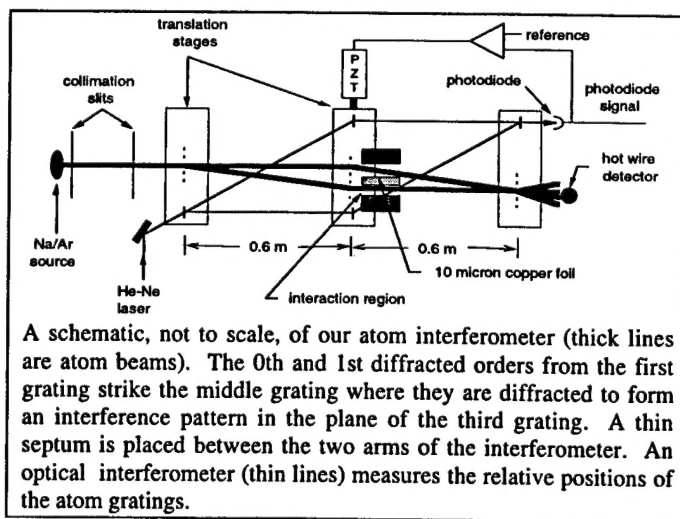 translation
stages
reference
P
Z
T
photodiode
photodiode
signal
collimation
slits
hot wire
detector
Na/Ar
source
0.6 m
0.6 m
10 micron copper foil
He-Ne
laser
interaction region
A schematic, not to scale, of our atom interferometer (thick lines
are atom beams). The 0th and 1st diffracted orders from the first
grating strike the middle grating where they are diffracted to form
an interference pattern in the plane of the third grating. A thin
septum is placed between the two arms of the interferometer. An
optical interferometer (thin lines) measures the relative positions of
the atom gratings.